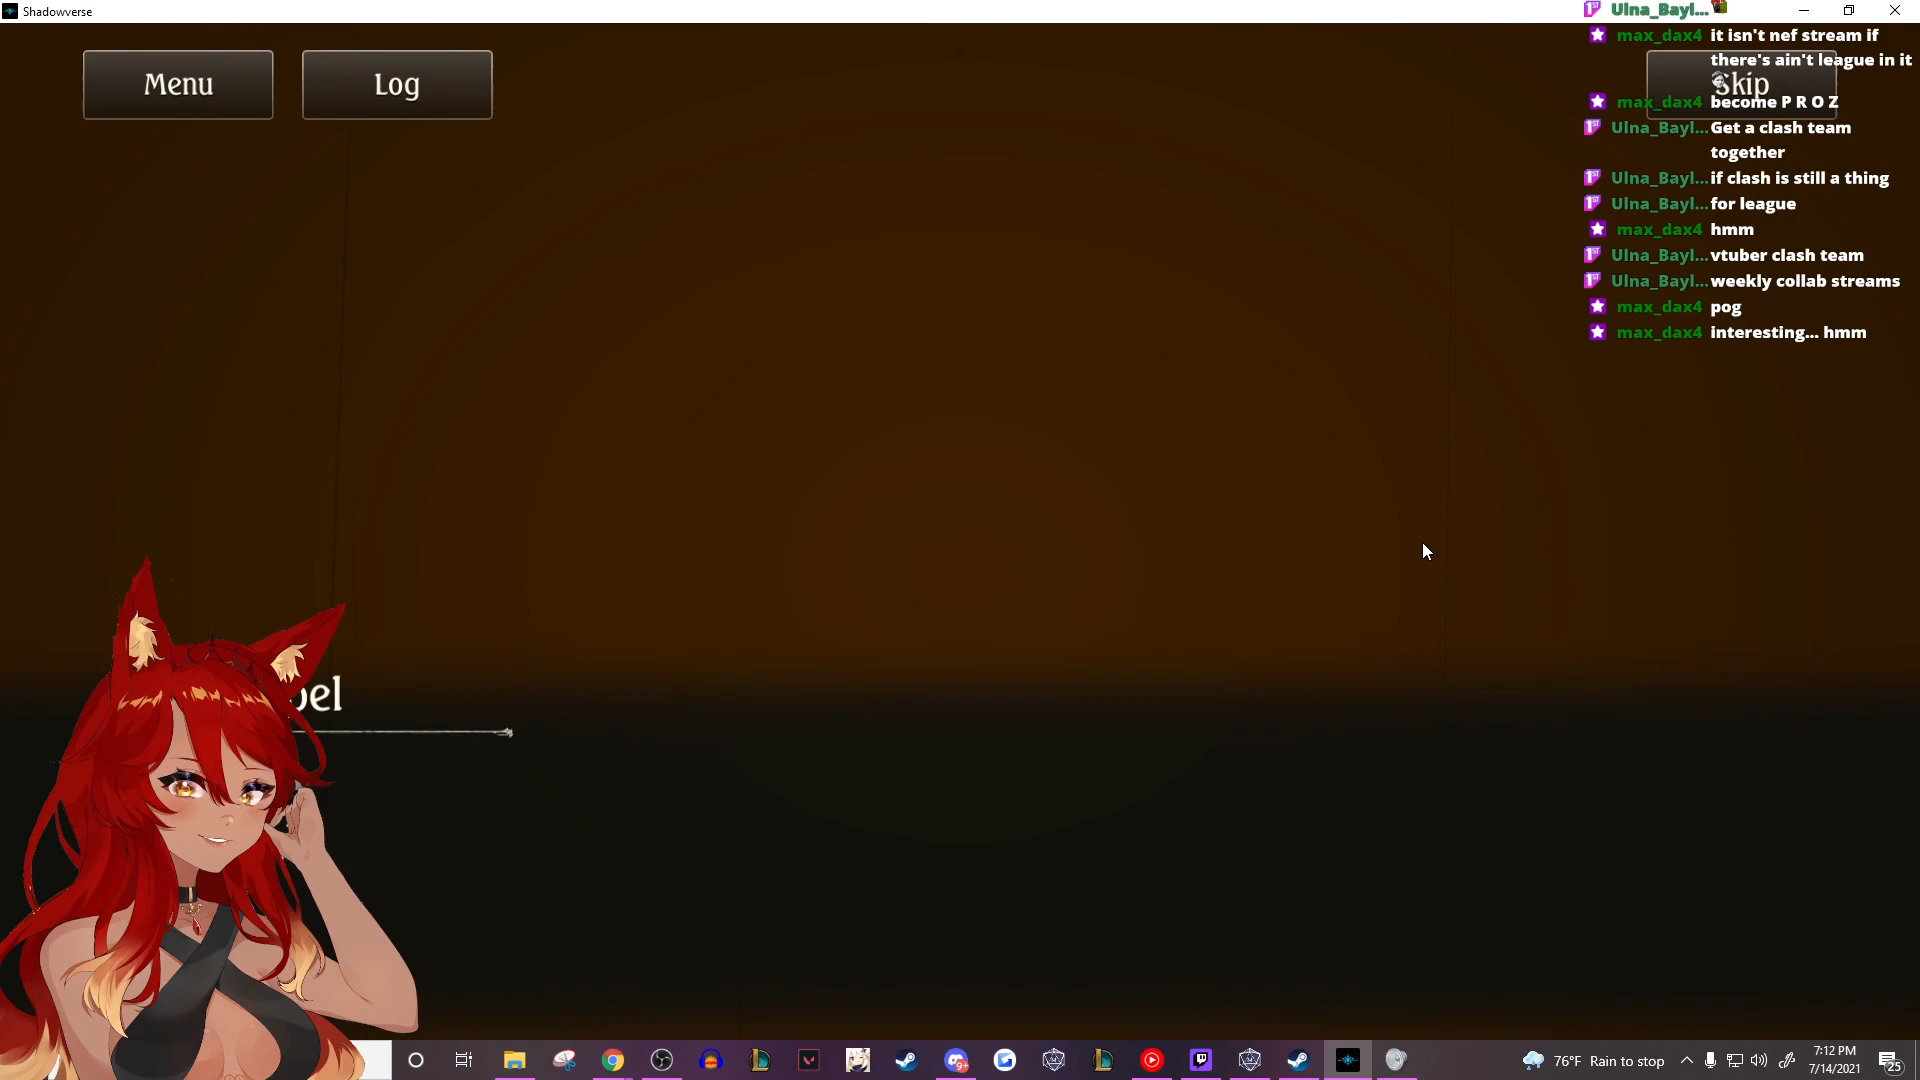 Shadowverse
Menu
Log
Skip
Ulna_Bayl...
max_dax4 it isn't nef stream if
there's ain't league in it
max_dax4 become P R O Z
Ulna_Bayl... Get a clash team
together
Ulna_Bayl... if clash is still a thing
Ulna_Bayl... for league
max_dax4 hmm
Ulna_Bayl... vtuber clash team
Ulna_Bayl... weekly collab streams
max_dax4 pog
max_dax4 interesting... hmm
76°F Rain to stop
7:12 PM
7/14/2021
25